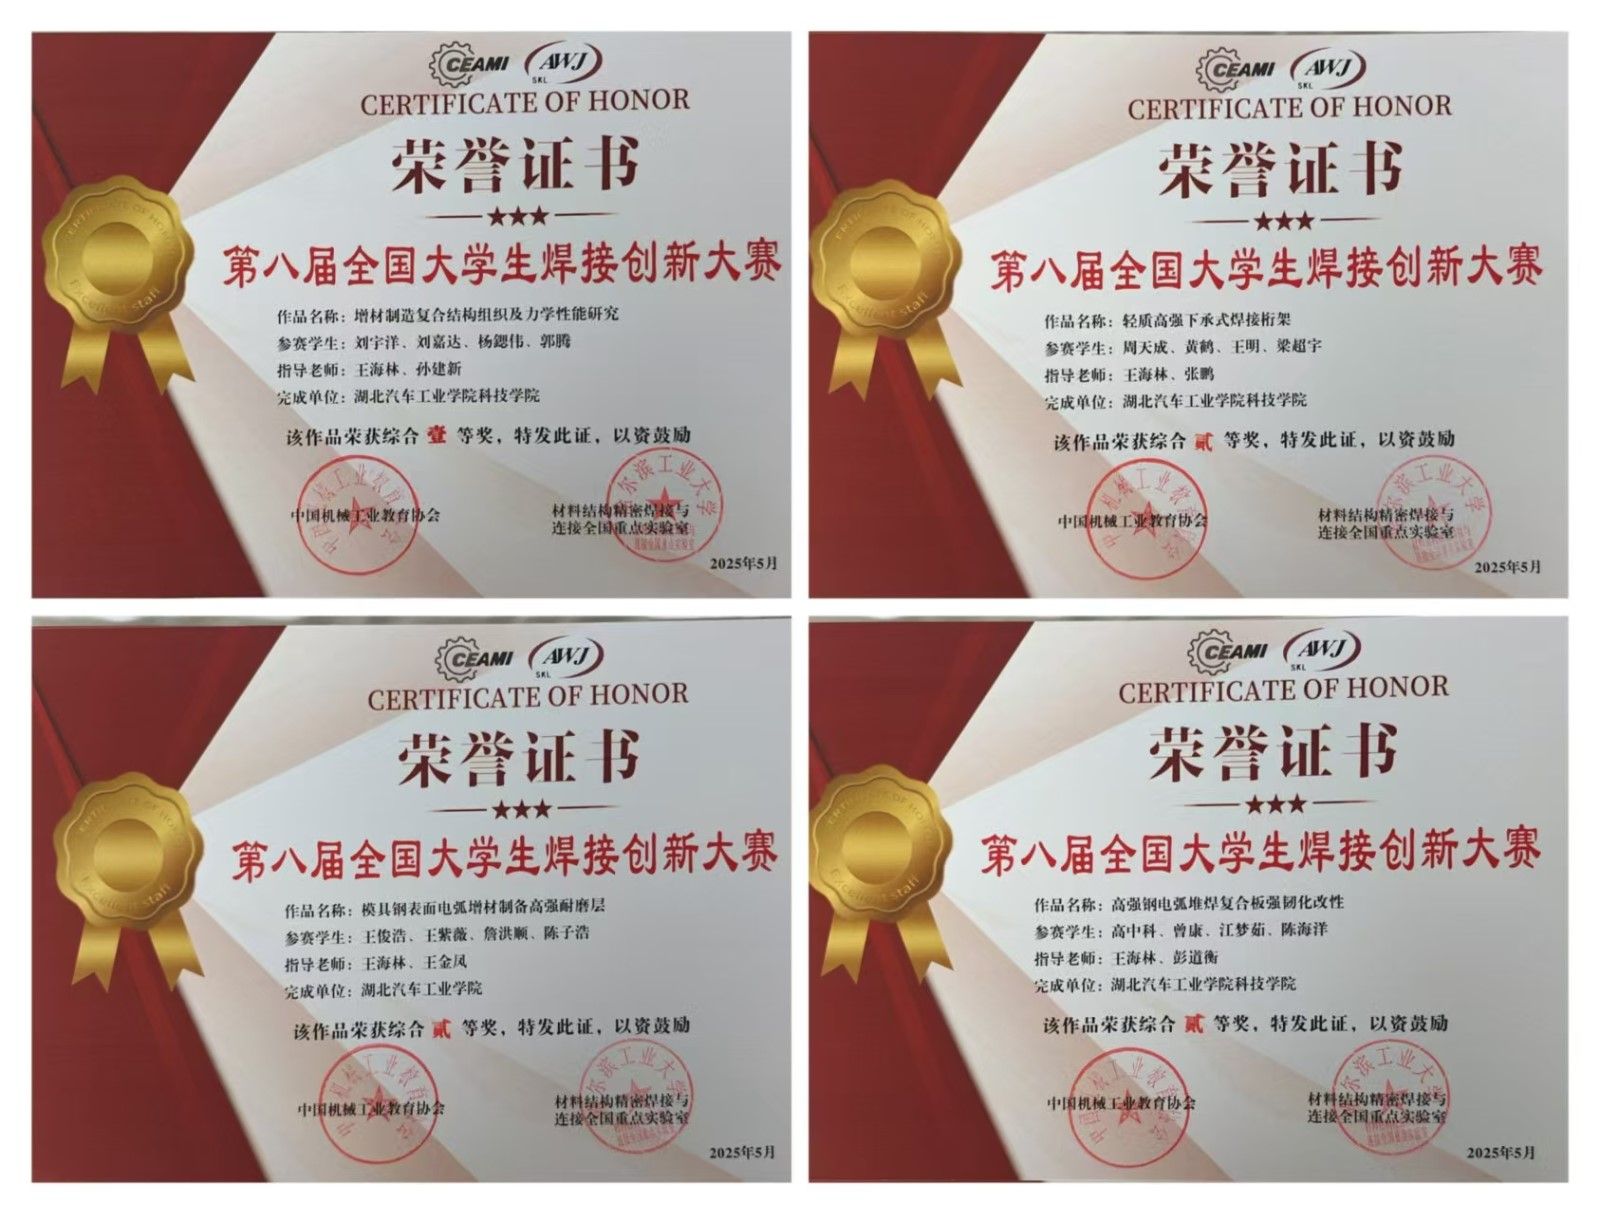 CEAMI AWJ
SKL
CERTIFICATE OF HONOR
荣誉证书
第八届全国大学生焊接创新大赛
作品名称：增材制造复合结构组织及力学性能研究
参赛学生：刘宇洋、刘嘉达、杨鎴伟、郭腾
指导老师：王海林、孙建新
完成单位：湖北汽车工业学院科技学院
该作品荣获综合 壹 等奖，特发此证，以资鼓励
中国机械工业教育协会
材料结构精密焊接与
连接全国重点实验室
2025年5月
CERTIFICATE OF HONOR
Excellent staff
CEAMI AWJ
SKL
CERTIFICATE OF HONOR
荣誉证书
第八届全国大学生焊接创新大赛
作品名称：轻质高强下承式焊接桁架
参赛学生：周天成、黄鹤、王明、梁超宇
指导老师：王海林、张鹏
完成单位：湖北汽车工业学院科技学院
该作品荣获综合 贰 等奖，特发此证，以资鼓励
中国机械工业教育协会
材料结构精密焊接与
连接全国重点实验室
2025年5月
CERTIFICATE OF HONOR
Excellent staff
CEAMI AWJ
SKL
CERTIFICATE OF HONOR
荣誉证书
第八届全国大学生焊接创新大赛
作品名称：模具钢表面电弧增材制备高强耐磨层
参赛学生：王俊浩、王紫薇、詹洪顺、陈子浩
指导老师：王海林、王金凤
完成单位：湖北汽车工业学院
该作品荣获综合 贰 等奖，特发此证，以资鼓励
中国机械工业教育协会
材料结构精密焊接与
连接全国重点实验室
2025年5月
CERTIFICATE OF HONOR
Excellent staff
CEAMI AWJ
SKL
CERTIFICATE OF HONOR
荣誉证书
第八届全国大学生焊接创新大赛
作品名称：高强钢电弧堆焊复合板强韧化改性
参赛学生：高中科、曾康、江梦茹、陈海洋
指导老师：王海林、彭道衡
完成单位：湖北汽车工业学院科技学院
该作品荣获综合 贰 等奖，特发此证，以资鼓励
中国机械工业教育协会
材料结构精密焊接与
连接全国重点实验室
2025年5月
CERTIFICATE OF HONOR
Excellent staff